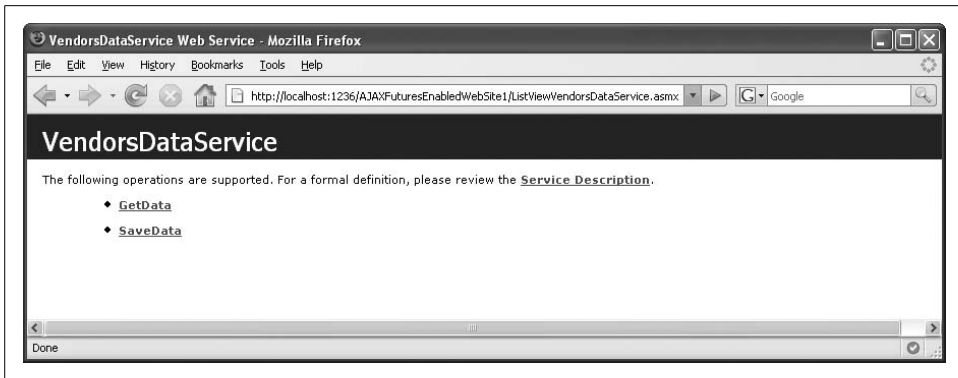 VendorsDataService Web Service - Mozilla Firefox
File Edit View History Bookmarks Tools Help
http://localhost:1236/AJAXFuturesEnabledWebSite1/ListViewVendorsDataService.asmx G Google
VendorsDataService
The following operations are supported. For a formal definition, please review the Service Description.
• GetData
• SaveData
Done